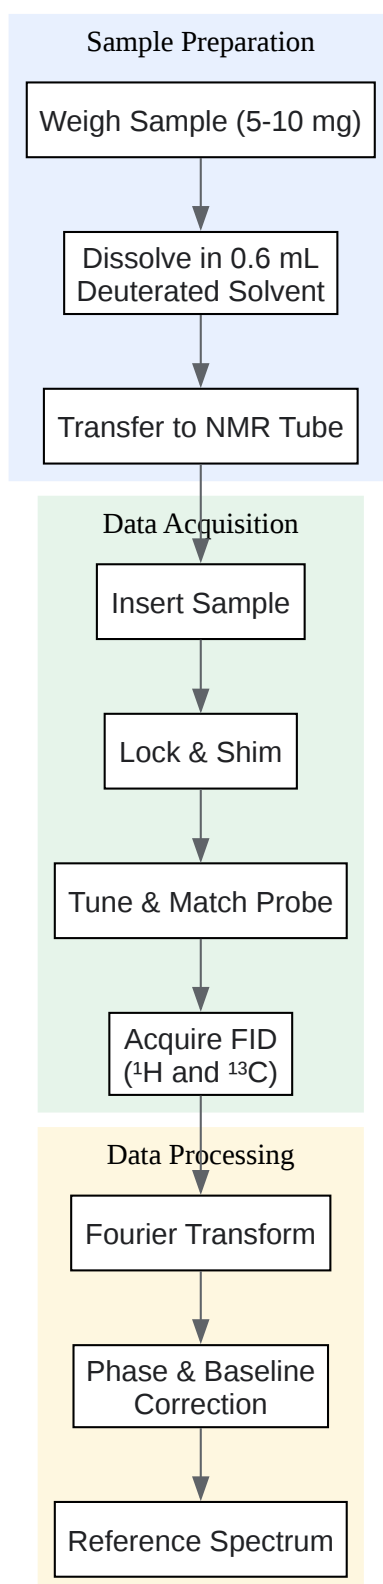 Sample Preparation
Weigh Sample (5-10 mg)
Dissolve in 0.6 mL
Deuterated Solvent
Transfer to NMR Tube
Data Acquisition
Insert Sample
Lock & Shim
Tune & Match Probe
Acquire FID
(¹H and ¹³C)
Data Processing
Fourier Transform
Phase & Baseline
Correction
Reference Spectrum